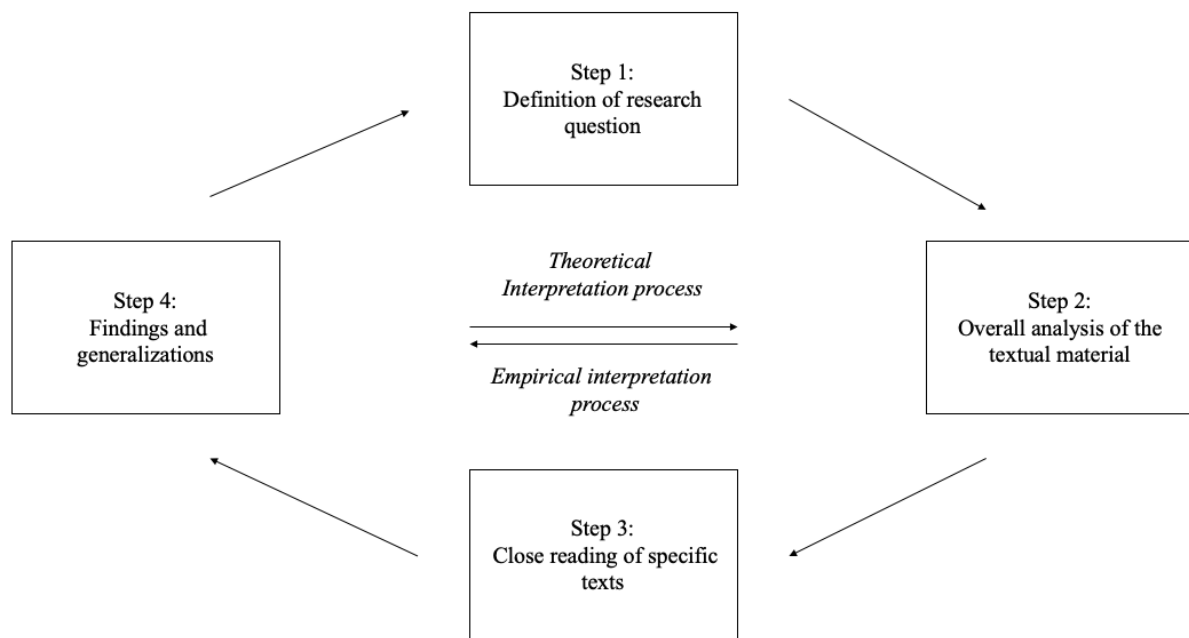 Step 1:
Definition of research
question
Theoretical
Interpretation process
Step 4:
Findings and
generalizations
Step 2:
Overall analysis of the
textual material
Empirical interpretation
process
Step 3:
Close reading of specific
texts